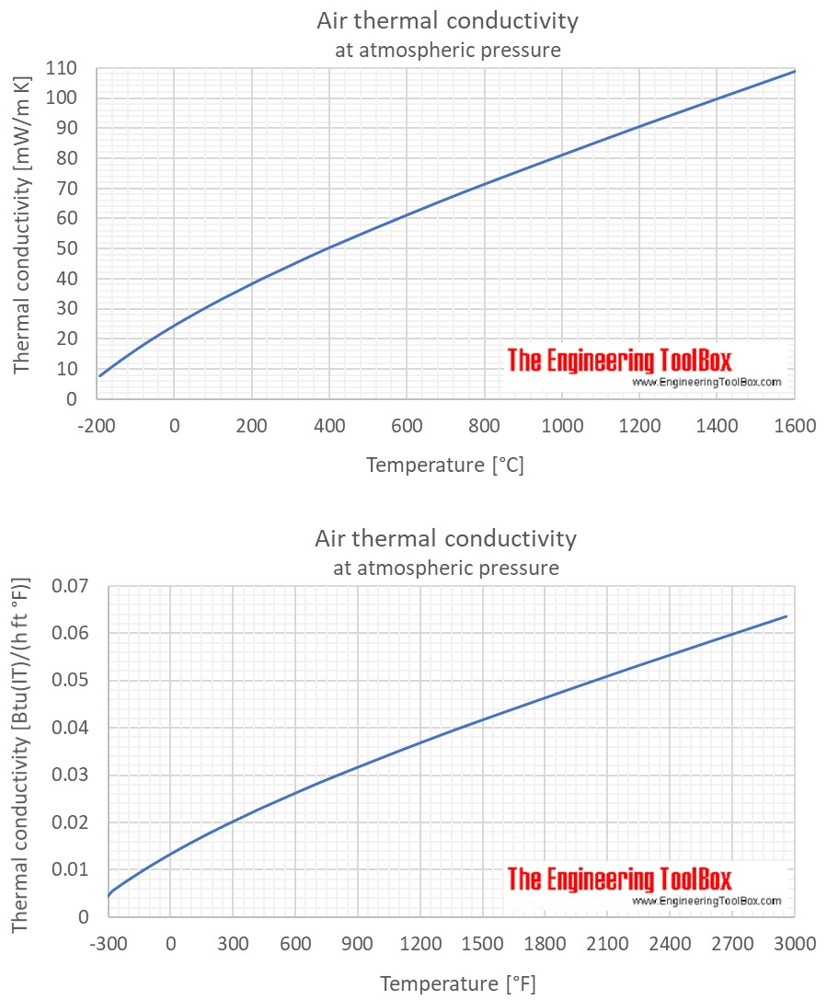 Air thermal conductivity
at atmospheric pressure
Thermal conductivity [mW/m K]
110
100
90
80
70
60
50
40
30
20
10
0
The Engineering ToolBox
www.EngineeringToolBox.com
-200 0 200 400 600 800 1000 1200 1400 1600
Temperature [°C]
Air thermal conductivity
at atmospheric pressure
Thermal conductivity [Btu(IT)/(h ft °F)]
0.07
0.06
0.05
0.04
0.03
0.02
0.01
0
The Engineering ToolBox
www.EngineeringToolBox.com
-300 0 300 600 900 1200 1500 1800 2100 2400 2700 3000
Temperature [°F]